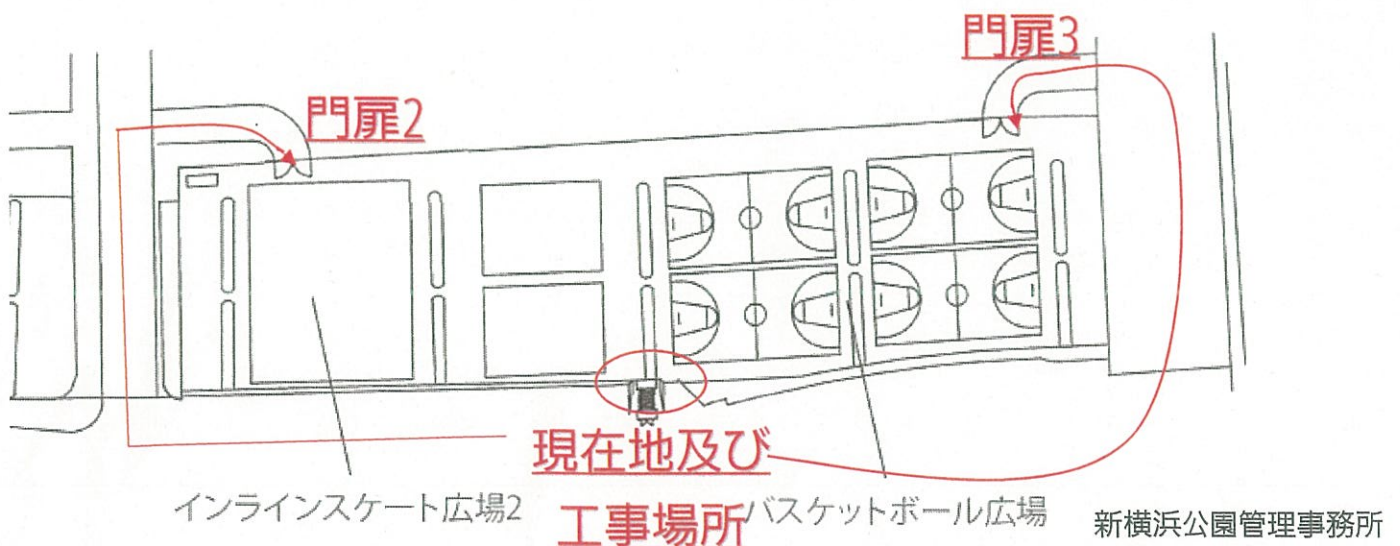 門扉3
門扉2
現在地及び
工事場所
インラインスケート広場2
バスケットボール広場
新横浜公園管理事務所